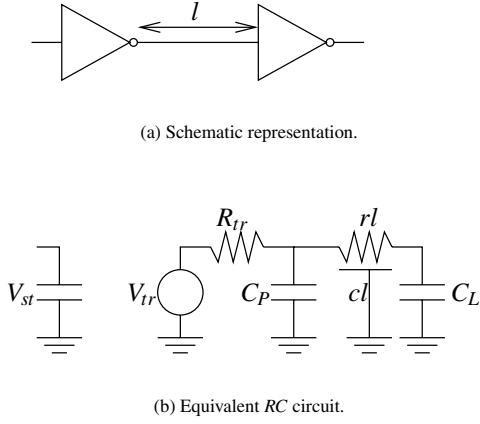 l
(a) Schematic representation.
R_tr rl
V_st V_tr C_P cl C_L
(b) Equivalent RC circuit.